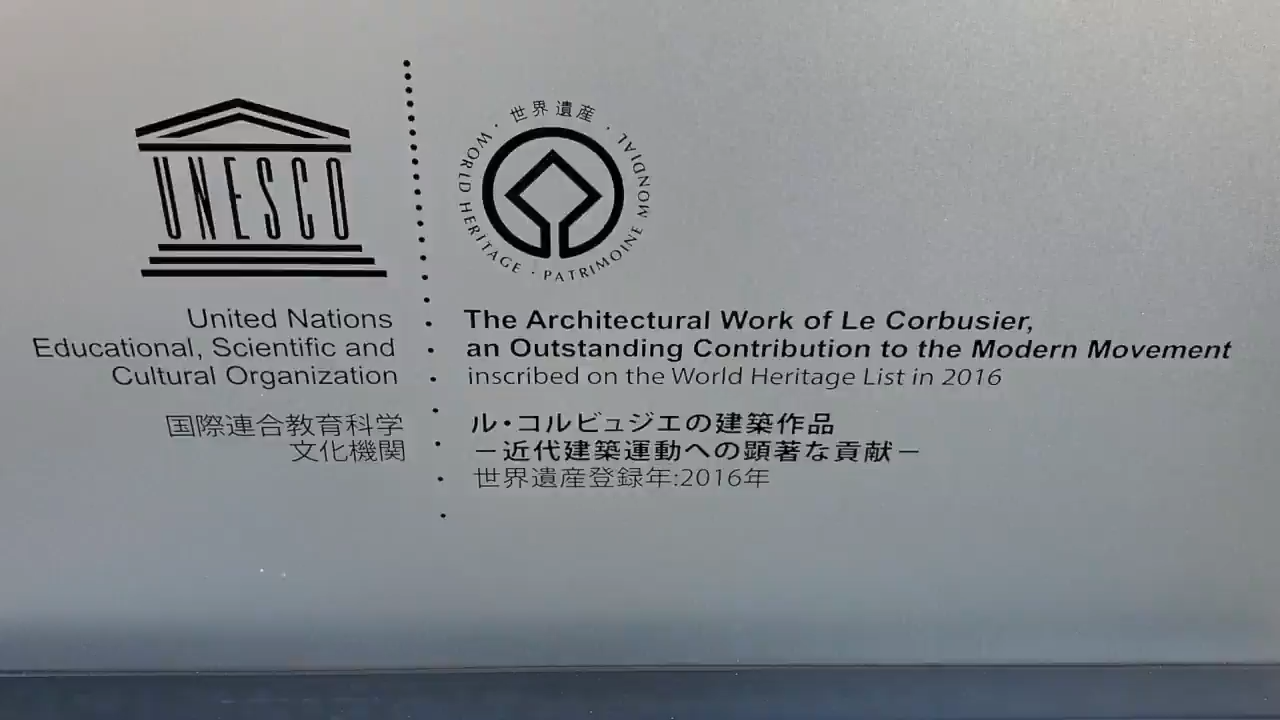 UNESCO
United Nations
Educational, Scientific and
Cultural Organization
国際連合教育科学
文化機関
・世界遺産・
WORLD HERITAGE · PATRIMOINE MONDIAL
The Architectural Work of Le Corbusier,
an Outstanding Contribution to the Modern Movement
inscribed on the World Heritage List in 2016
ル・コルビュジエの建築作品
－近代建築運動への顕著な貢献－
世界遺産登録年:2016年